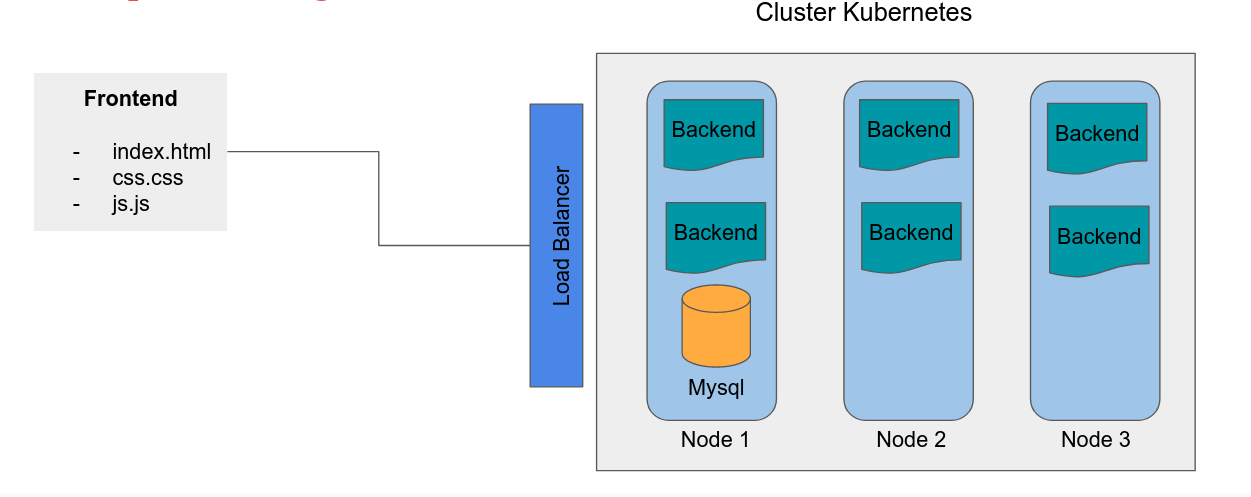 Cluster Kubernetes
Frontend
- index.html
- css.css
- js.js
Load Balancer
Backend
Backend
Mysql
Node 1
Backend
Backend
Node 2
Backend
Backend
Node 3